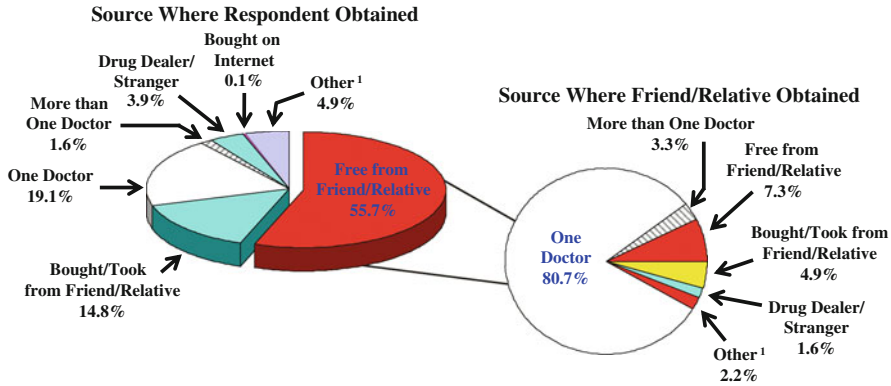 Source Where Respondent Obtained
Bought on
Internet
0.1%
Drug Dealer/
Stranger
3.9%
Other 1
4.9%
More than
One Doctor
1.6%
One Doctor
19.1%
Free from
Friend/Relative
55.7%
Bought/Took
from Friend/Relative
14.8%
Source Where Friend/Relative Obtained
More than One Doctor
3.3%
Free from
Friend/Relative
7.3%
One
Doctor
80.7%
Bought/Took from
Friend/Relative
4.9%
Drug Dealer/
Stranger
1.6%
Other 1
2.2%